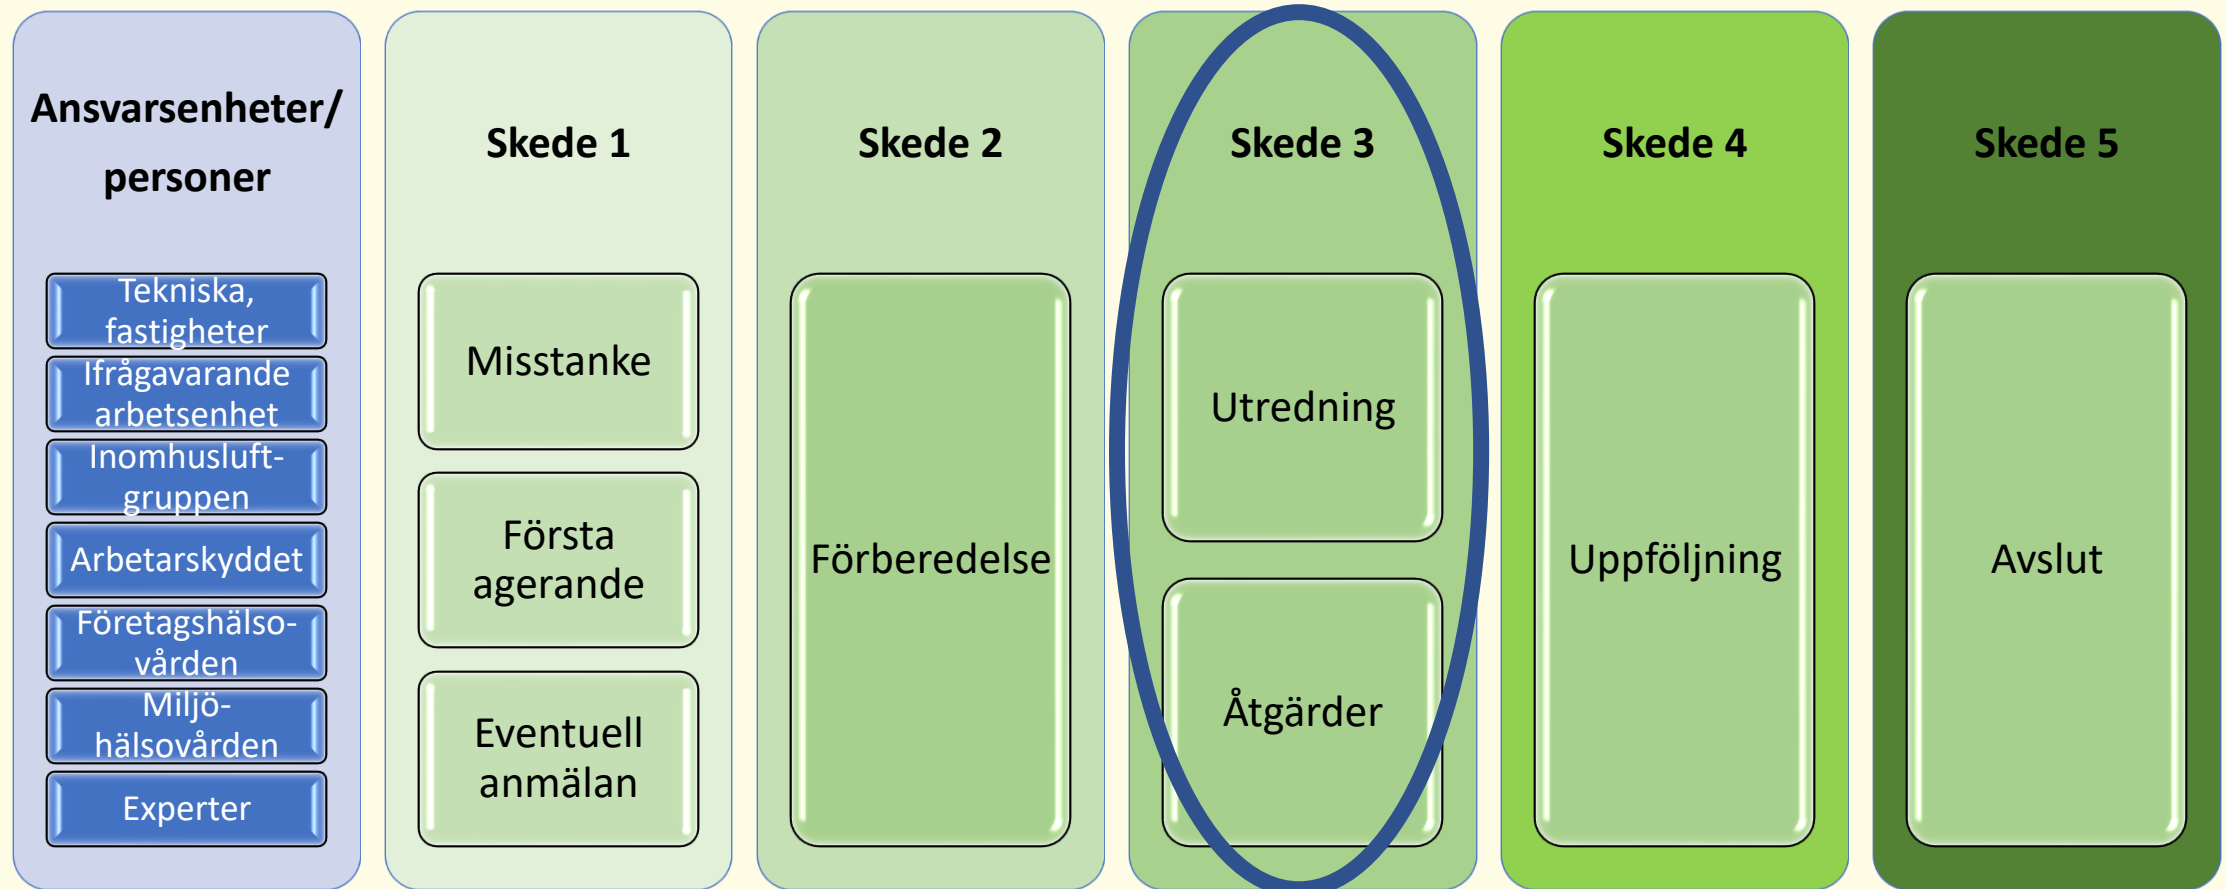 Ansvarsenheter/
personer
Tekniska,
fastigheter
Ifrågavarande
arbetsenhet
Inomhusluft-
gruppen
Arbetarskyddet
Företagshälso-
vården
Miljö-
hälsovården
Experter
Skede 1
Misstanke
Första
agerande
Eventuell
anmälan
Skede 2
Förberedelse
Skede 3
Utredning
Åtgärder
Skede 4
Uppföljning
Skede 5
Avslut